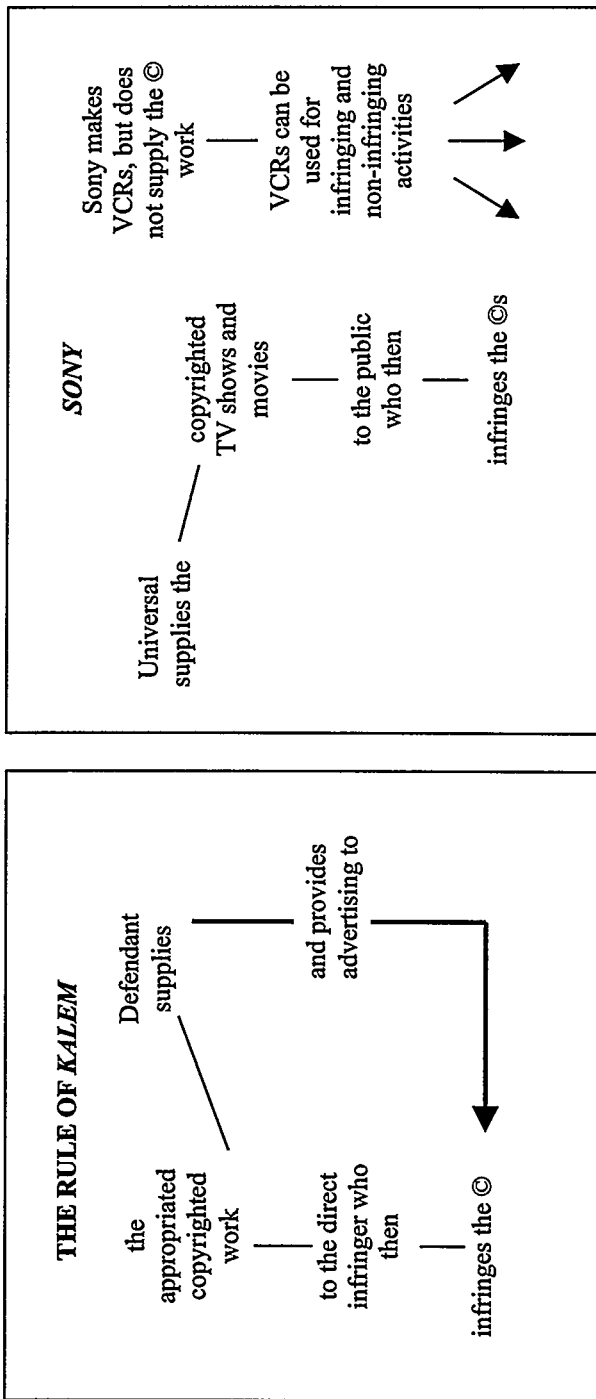 THE RULE OF KALEM
Defendant
supplies
the
appropriated
copyrighted
work
and provides
advertising to
to the direct
infringer who
then
infringes the ©
SONY
Universal
supplies the
copyrighted
TV shows and
movies
to the public
who then
infringes the ©s
Sony makes
VCRs, but does
not supply the ©
work
VCRs can be
used for
infringing and
non-infringing
activities